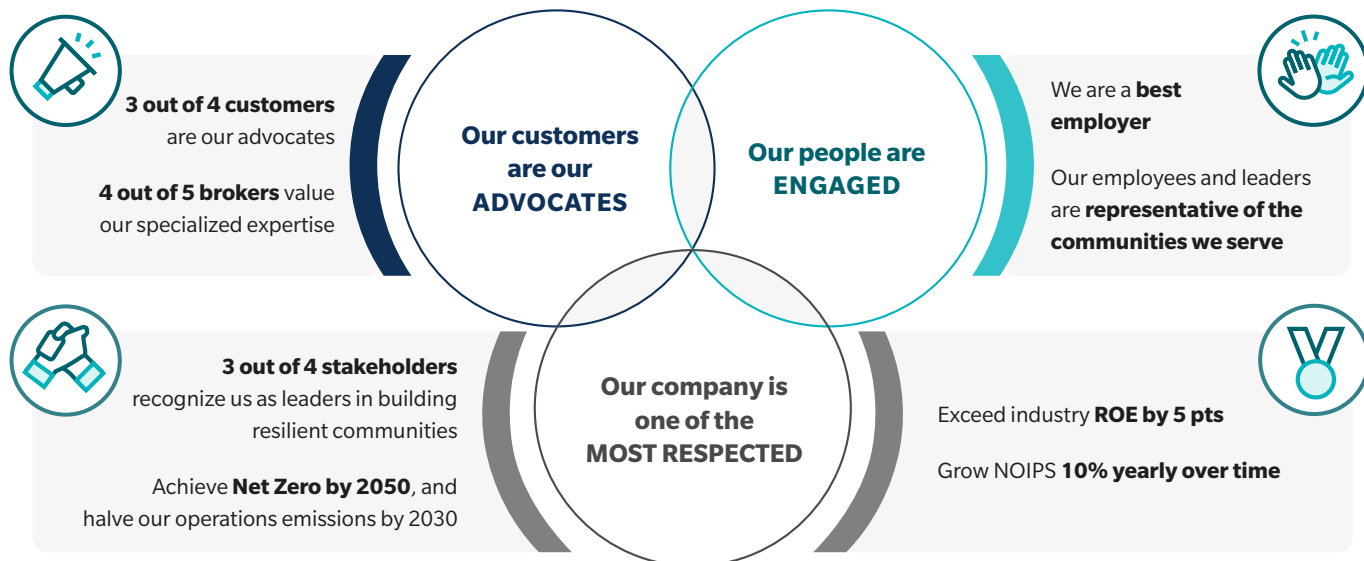 3 out of 4 customers
are our advocates
4 out of 5 brokers value
our specialized expertise
Our customers
are our
ADVOCATES
Our people are
ENGAGED
We are a best
employer
Our employees and leaders
are representative of the
communities we serve
3 out of 4 stakeholders
recognize us as leaders in building
resilient communities
Achieve Net Zero by 2050, and
halve our operations emissions by 2030
Our company is
one of the
MOST RESPECTED
Exceed industry ROE by 5 pts
Grow NOIPS 10% yearly over time